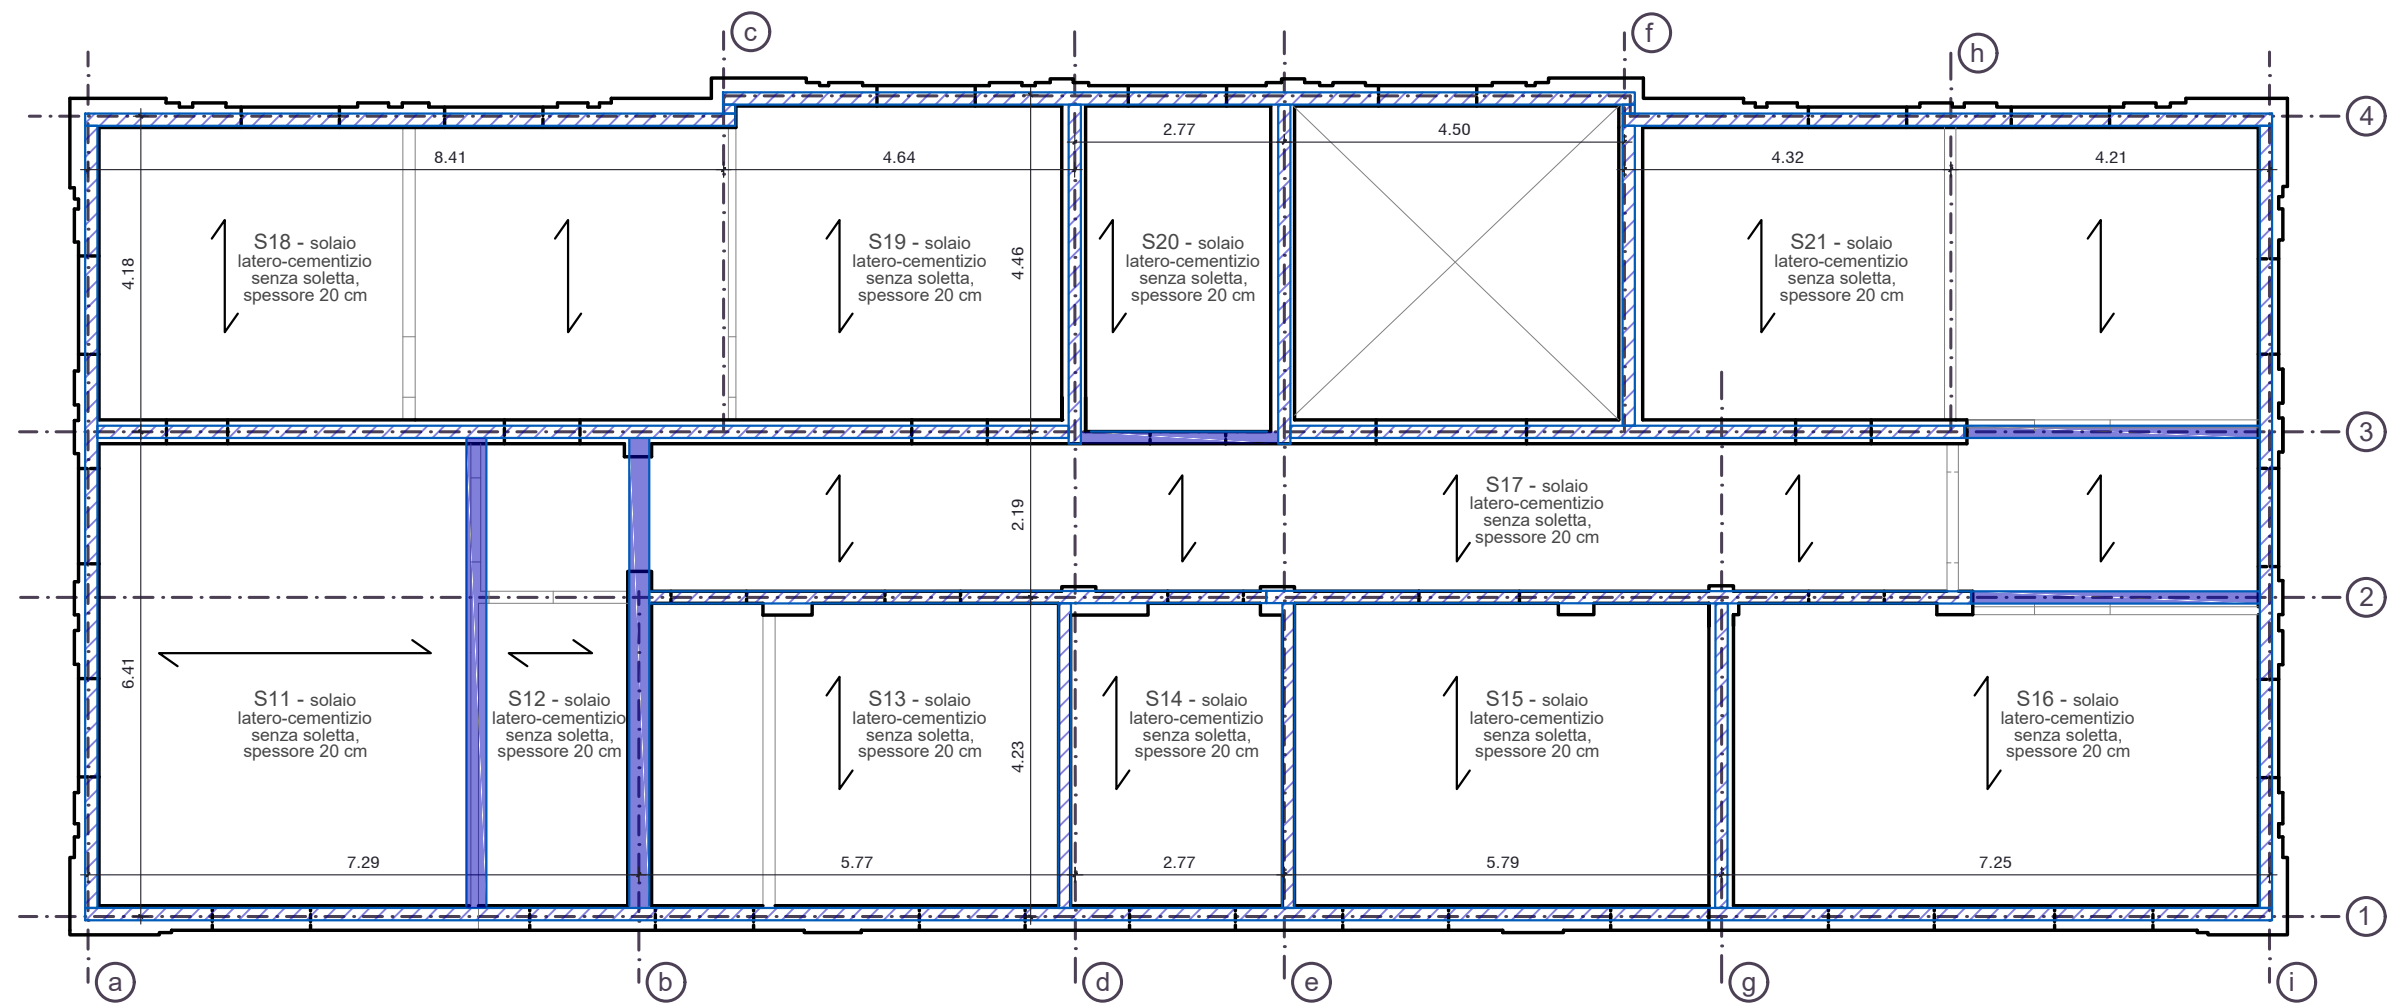 c
f
h
4
2.77
4.50
8.41
4.64
4.32
4.21
S18 - solaio
latero-cementizio
senza soletta,
spessore 20 cm
S19 - solaio
latero-cementizio
senza soletta,
spessore 20 cm
S20 - solaio
latero-cementizio
senza soletta,
spessore 20 cm
S21 - solaio
latero-cementizio
senza soletta,
spessore 20 cm
4.18
4.46
3
S17 - solaio
latero-cementizio
senza soletta,
spessore 20 cm
2.19
2
6.41
S11 - solaio
latero-cementizio
senza soletta,
spessore 20 cm
S12 - solaio
latero-cementizio
senza soletta,
spessore 20 cm
S13 - solaio
latero-cementizio
senza soletta,
spessore 20 cm
4.23
S14 - solaio
latero-cementizio
senza soletta,
spessore 20 cm
S15 - solaio
latero-cementizio
senza soletta,
spessore 20 cm
S16 - solaio
latero-cementizio
senza soletta,
spessore 20 cm
7.29
5.77
2.77
5.79
7.25
1
a
b
d
e
g
i